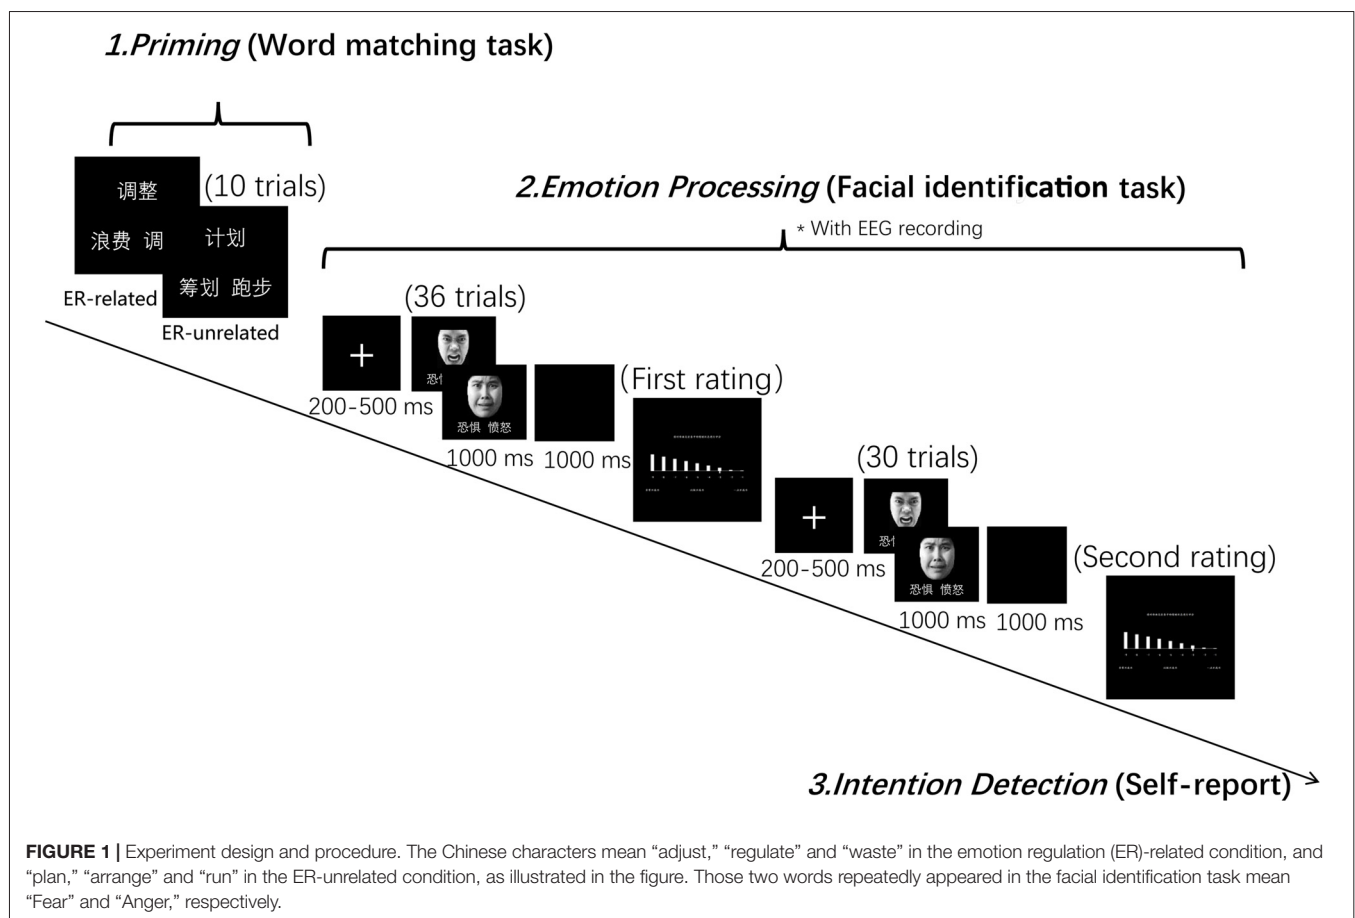 1.Priming (Word matching task)
调整
(10 trials)
浪费 调
计划
筹划 跑步
ER-related
ER-unrelated
2.Emotion Processing (Facial identification task)
* With EEG recording
(36 trials)
恐
恐惧 愤怒
200-500 ms
1000 ms
1000 ms
(First rating)
(30 trials)
恐
恐惧 愤怒
200-500 ms
1000 ms
1000 ms
(Second rating)
3.Intention Detection (Self-report)
FIGURE 1 | Experiment design and procedure. The Chinese characters mean “adjust,” “regulate” and “waste” in the emotion regulation (ER)-related condition, and
“plan,” “arrange” and “run” in the ER-unrelated condition, as illustrated in the figure. Those two words repeatedly appeared in the facial identification task mean
“Fear” and “Anger,” respectively.